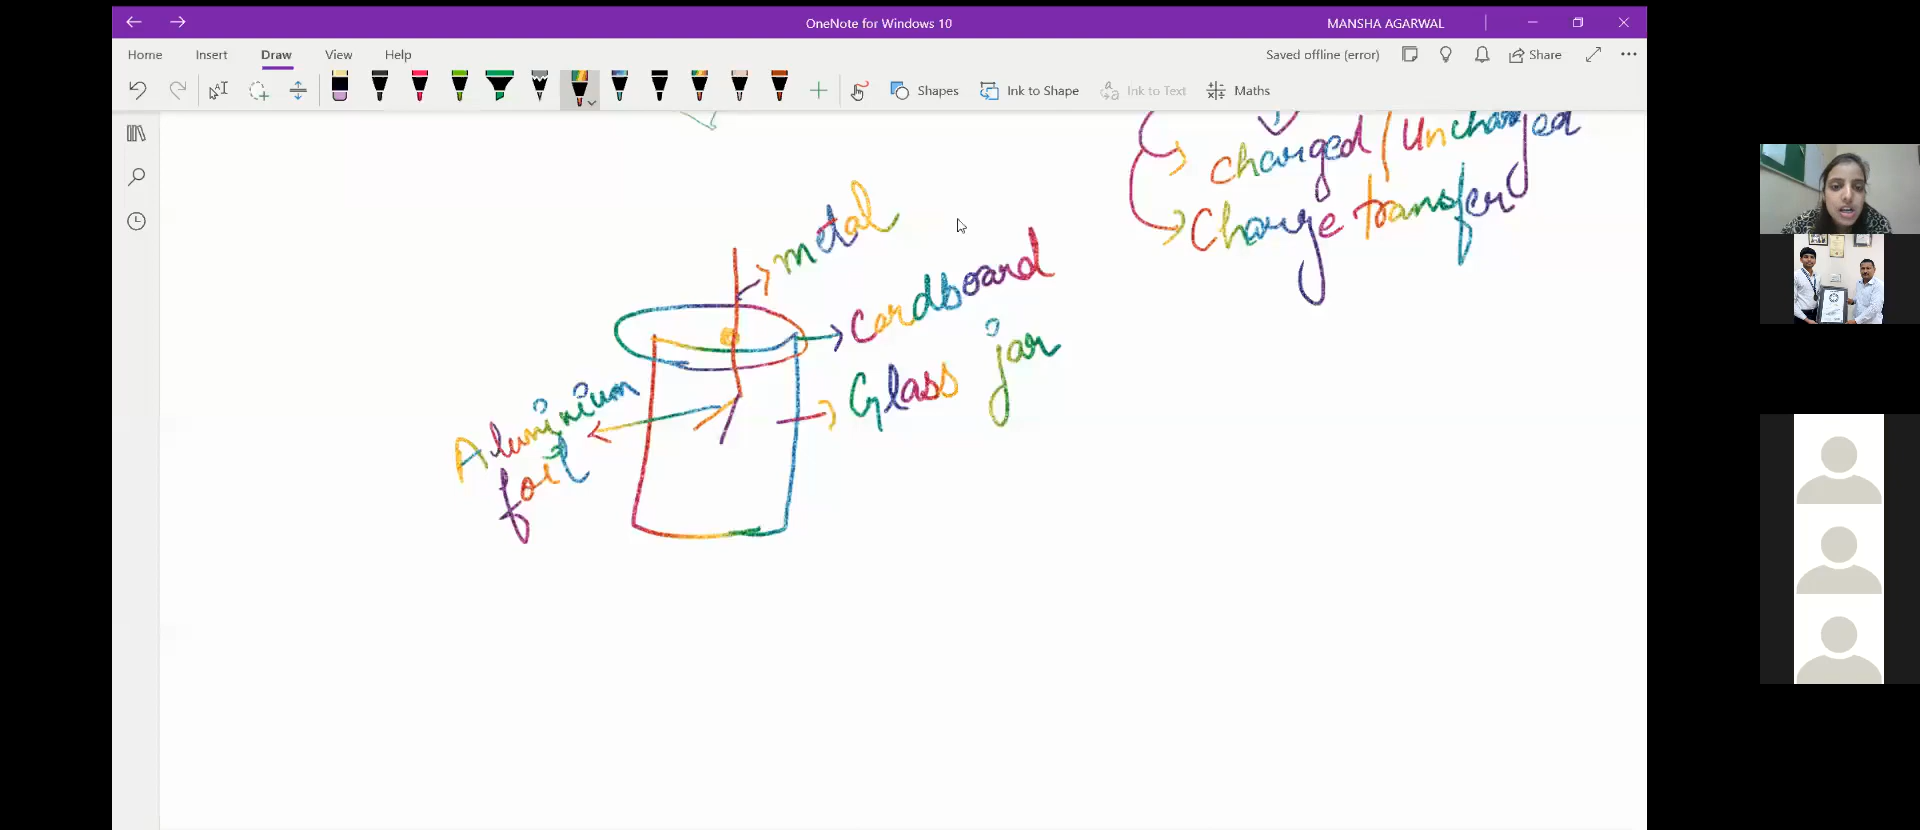 OneNote for Windows 10
MANSHA AGARWAL
Home Insert Draw View Help
Saved offline (error)
Share
Shapes
Ink to Shape
Ink to Text
Maths
charged / Uncharged
Charge transfer
metal
Cardboard
Glass jar
Aluminium
foil